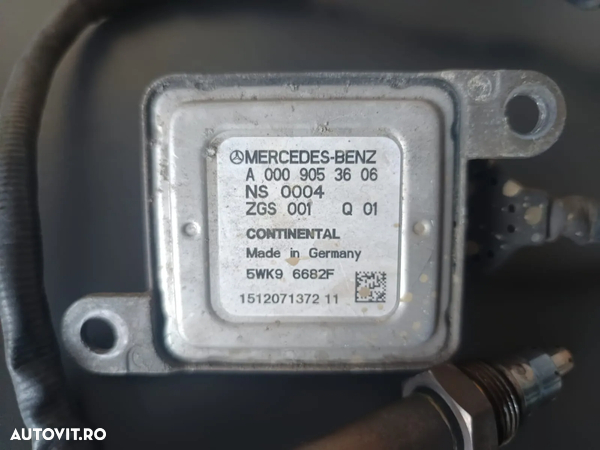 MERCEDES-BENZ
A 000 905 36 06
NS 0004
ZGS 001 Q 01
CONTINENTAL
Made in Germany
5WK9 6682F
1512071372 11
AUTOVIT.RO